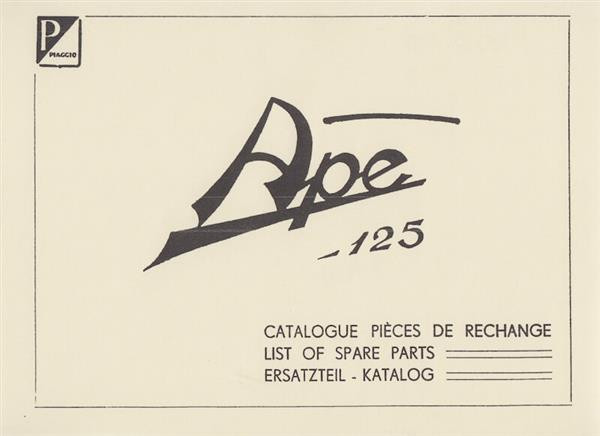 P
PIAGGIO
Ape
125
CATALOGUE PIÈCES DE RECHANGE
LIST OF SPARE PARTS
ERSATZTEIL - KATALOG